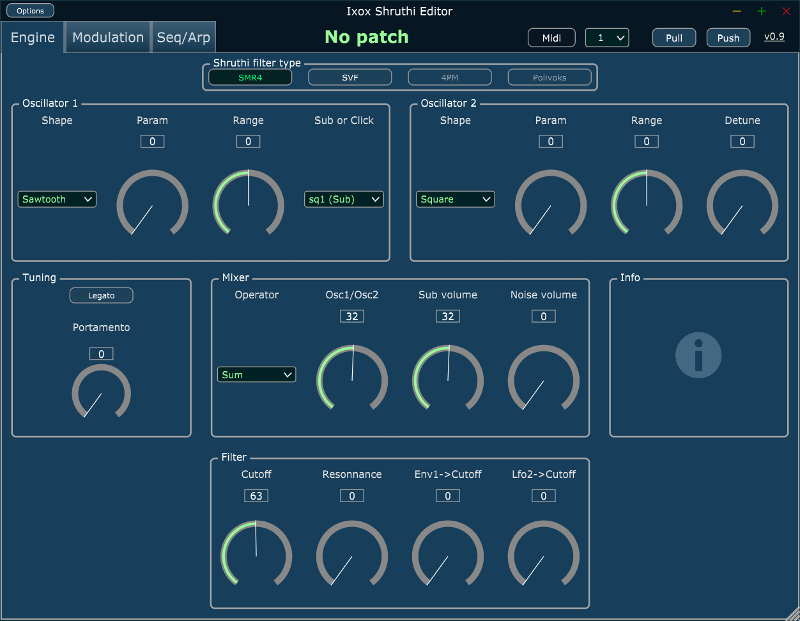 Options
Ixox Shruthi Editor
Engine
Modulation
Seq/Arp
No patch
Midi
1
Pull
Push
v0.9
Shruthi filter type
SMR4
SVF
4PM
Polivoks
Oscillator 1
Shape
Param
Range
Sub or Click
0
0
Sawtooth
sq1 (Sub)
Oscillator 2
Shape
Param
Range
Detune
0
0
0
Square
Tuning
Legato
Portamento
0
Mixer
Operator
Osc1/Osc2
Sub volume
Noise volume
32
32
0
Sum
Info
Filter
Cutoff
Resonnance
Env1->Cutoff
Lfo2->Cutoff
63
0
0
0